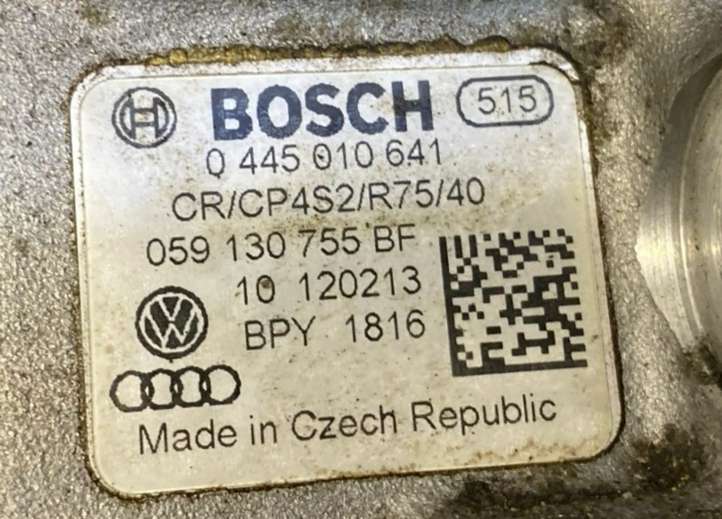 BOSCH 515
0 445 010 641
CR/CP4S2/R75/40
059 130 755 BF
10 120213
BPY 1816
Made in Czech Republic